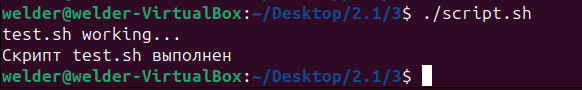 welder@welder-VirtualBox:~/Desktop/2.1/3$ ./script.sh
test.sh working...
Скрипт test.sh выполнен
welder@welder-VirtualBox:~/Desktop/2.1/3$